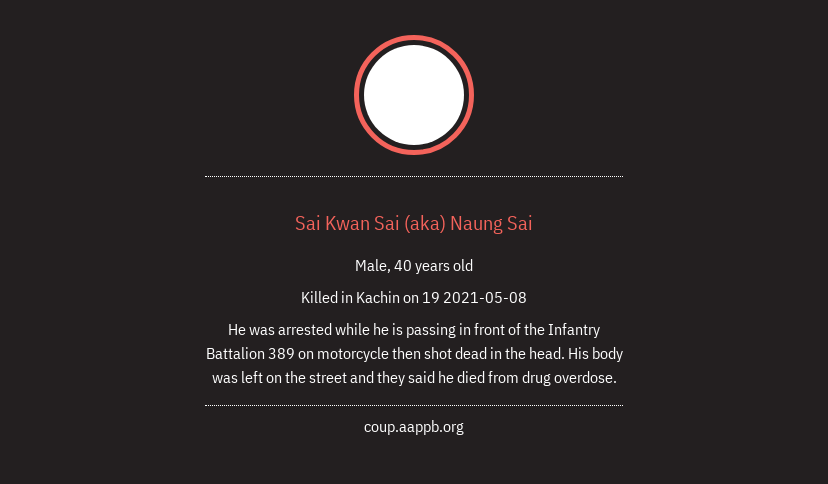 Sai Kwan Sai (aka) Naung Sai
Male, 40 years old
Killed in Kachin on 19 2021-05-08
He was arrested while he is passing in front of the Infantry
Battalion 389 on motorcycle then shot dead in the head. His body
was left on the street and they said he died from drug overdose.
coup.aappb.org